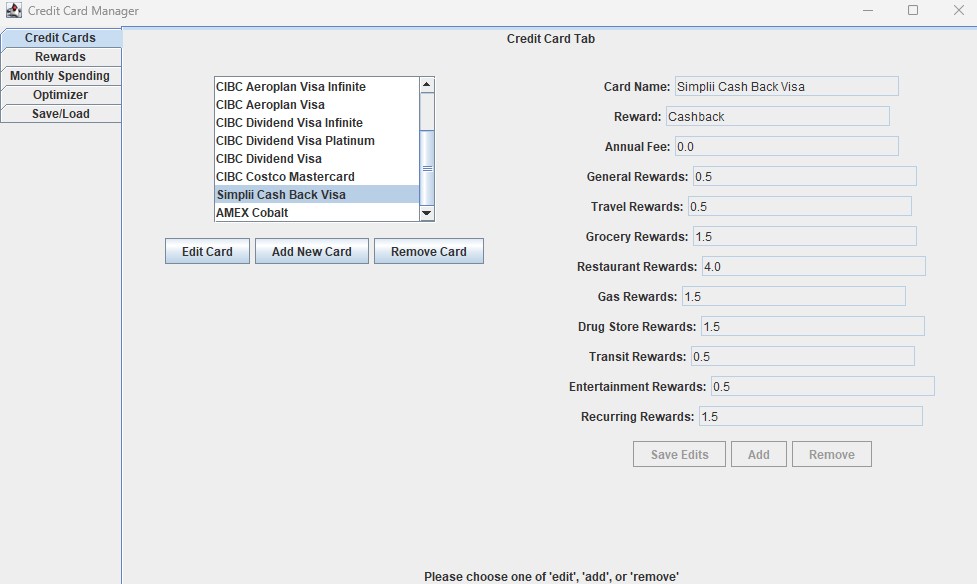 Credit Card Manager
Credit Cards
Rewards
Monthly Spending
Optimizer
Save/Load
Credit Card Tab
CIBC Aeroplan Visa Infinite
CIBC Aeroplan Visa
CIBC Dividend Visa Infinite
CIBC Dividend Visa Platinum
CIBC Dividend Visa
CIBC Costco Mastercard
Simplii Cash Back Visa
AMEX Cobalt
Edit Card Add New Card Remove Card
Card Name: Simplii Cash Back Visa
Reward: Cashback
Annual Fee: 0.0
General Rewards: 0.5
Travel Rewards: 0.5
Grocery Rewards: 1.5
Restaurant Rewards: 4.0
Gas Rewards: 1.5
Drug Store Rewards: 1.5
Transit Rewards: 0.5
Entertainment Rewards: 0.5
Recurring Rewards: 1.5
Save Edits Add Remove
Please choose one of 'edit', 'add', or 'remove'